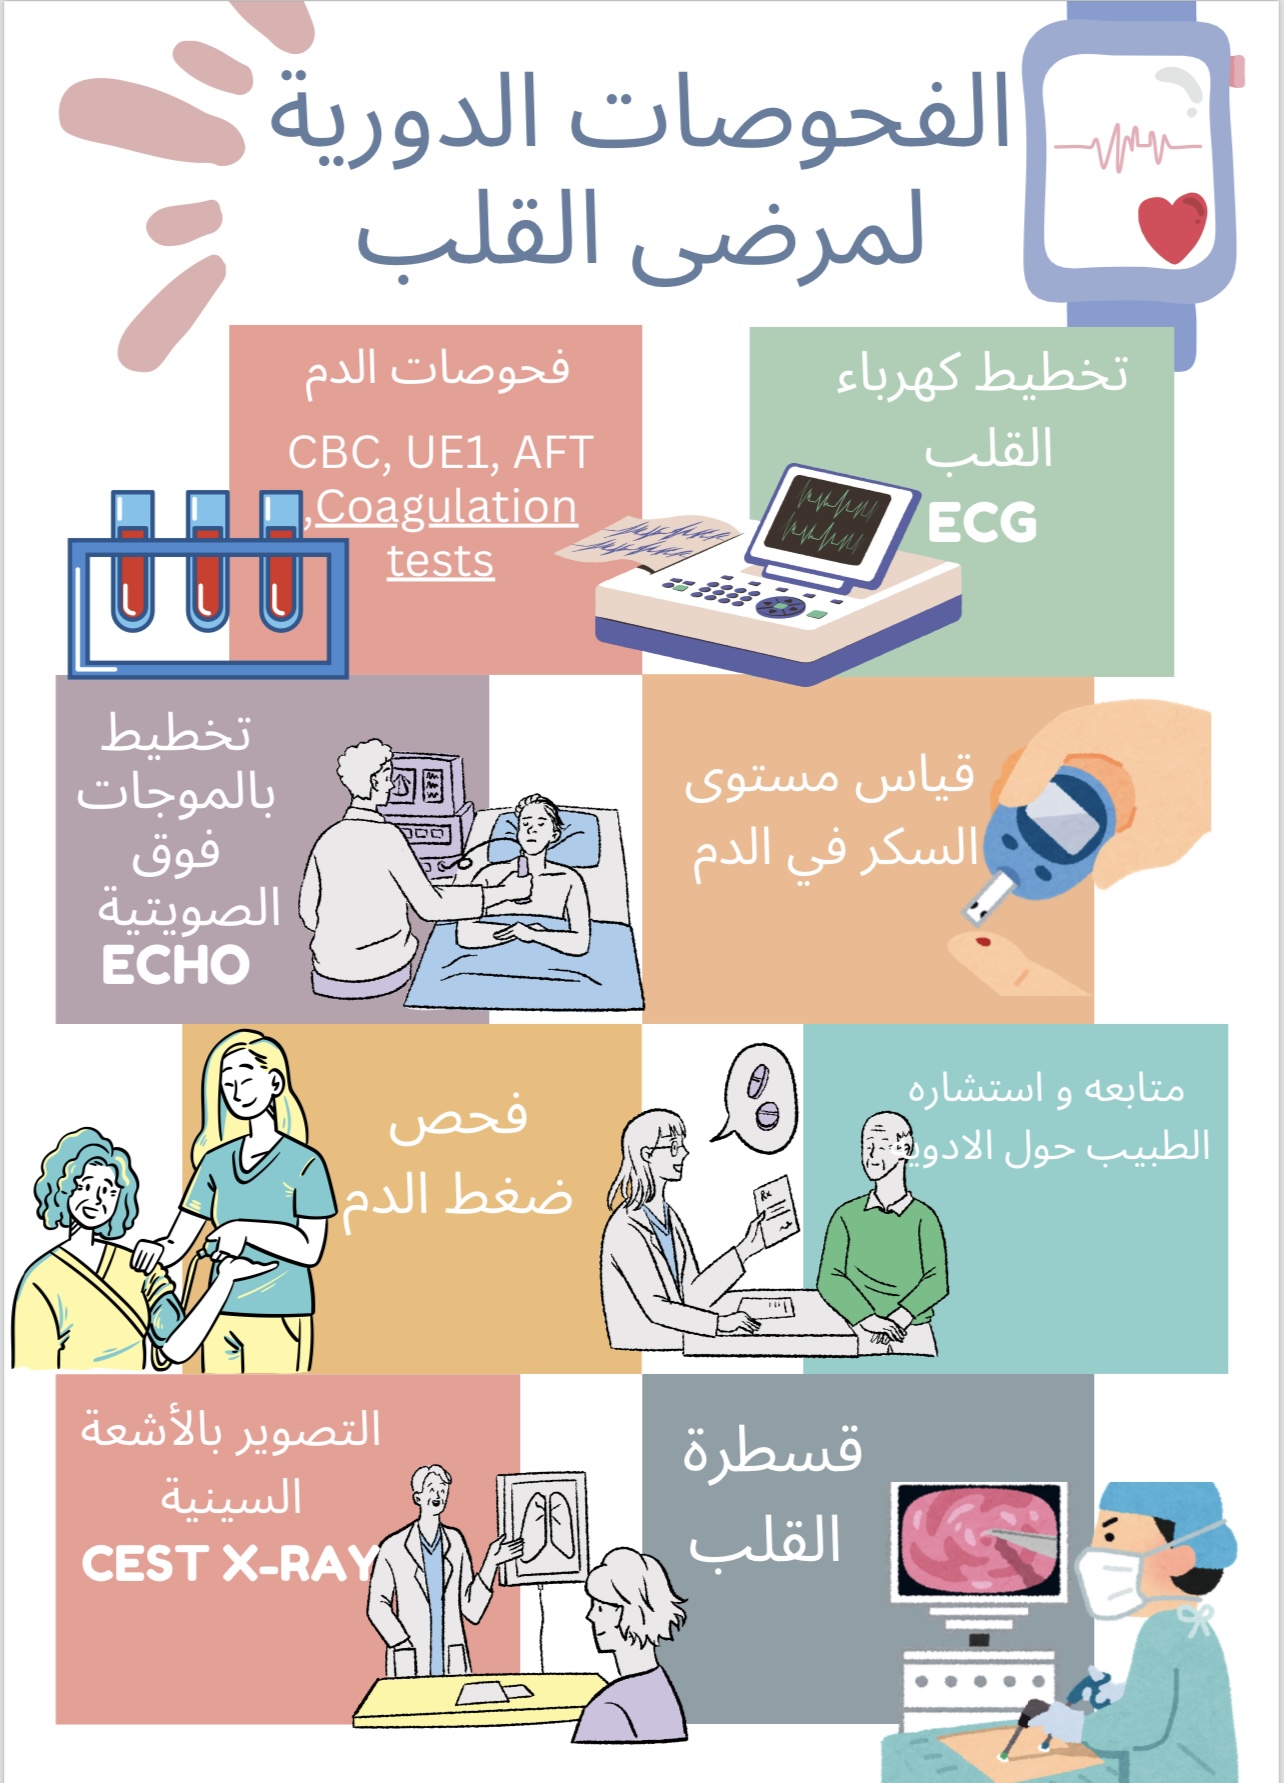 الفحوصات الدورية
لمرضى القلب
تخطيط كهرباء
القلب
ECG
فحوصات الدم
CBC, UE1, AFT
,Coagulation
tests
قياس مستوى
السكر في الدم
تخطيط
بالموجات
فوق
الصويتية
ECHO
متابعه و استشاره
الطبيب حول الادوية
Rx
فحص
ضغط الدم
قسطرة
القلب
التصوير بالأشعة
السينية
CEST X-RAY